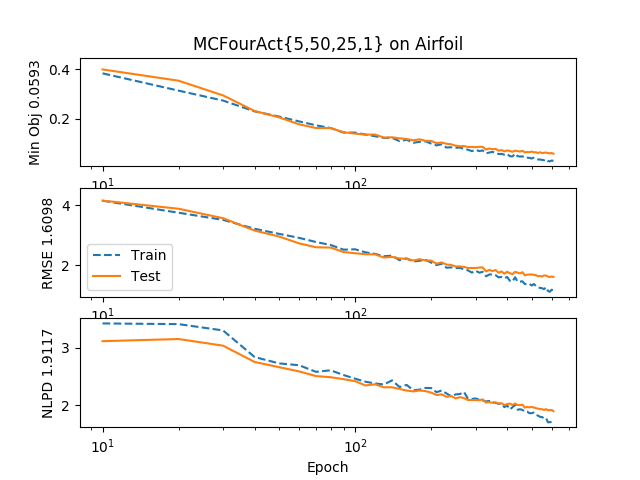 MCFourAct{5,50,25,1} on Airfoil
Min Obj 0.0593
0.4
0.2
10¹
10²
RMSE 1.6098
4
2
Train
Test
10¹
10²
NLPD 1.9117
3
2
10¹
10²
Epoch